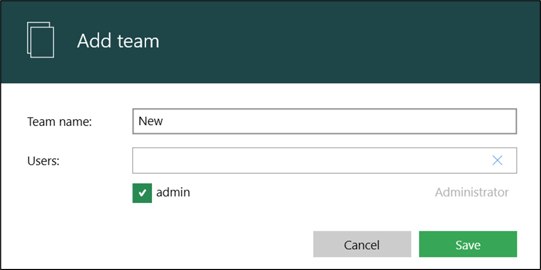 Add team
Team name: New
Users:
admin Administrator
Cancel Save